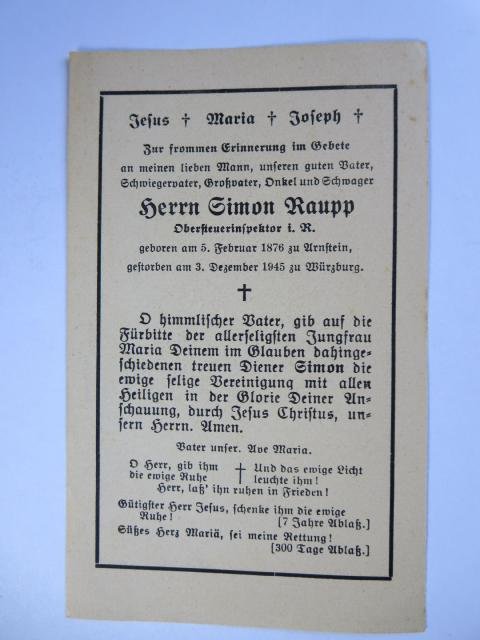 Jesus † Maria † Joseph †
Zur frommen Erinnerung im Gebete
an meinen lieben Mann, unseren guten Vater,
Schwiegervater, Großvater, Onkel und Schwager
Herrn Simon Raupp
Obersteuerinspektor i. R.
geboren am 5. Februar 1876 zu Arnstein,
gestorben am 3. Dezember 1945 zu Würzburg.
†
O himmlischer Vater, gib auf die
Fürbitte der allerseligsten Jungfrau
Maria Deinem im Glauben dahinge-
schiedenen treuen Diener Simon die
ewige selige Vereinigung mit allen
Heiligen in der Glorie Deiner An-
schauung, durch Jesus Christus, un-
sern Herrn. Amen.
Vater unser. Ave Maria.
O Herr, gib ihm † Und das ewige Licht
die ewige Ruhe leuchte ihm!
Herr, laß' ihn ruhen in Frieden!
Gütigster Herr Jesus, schenke ihm die ewige
Ruhe! [7 Jahre Ablaß.]
Süßes Herz Mariä, sei meine Rettung!
[300 Tage Ablaß.]